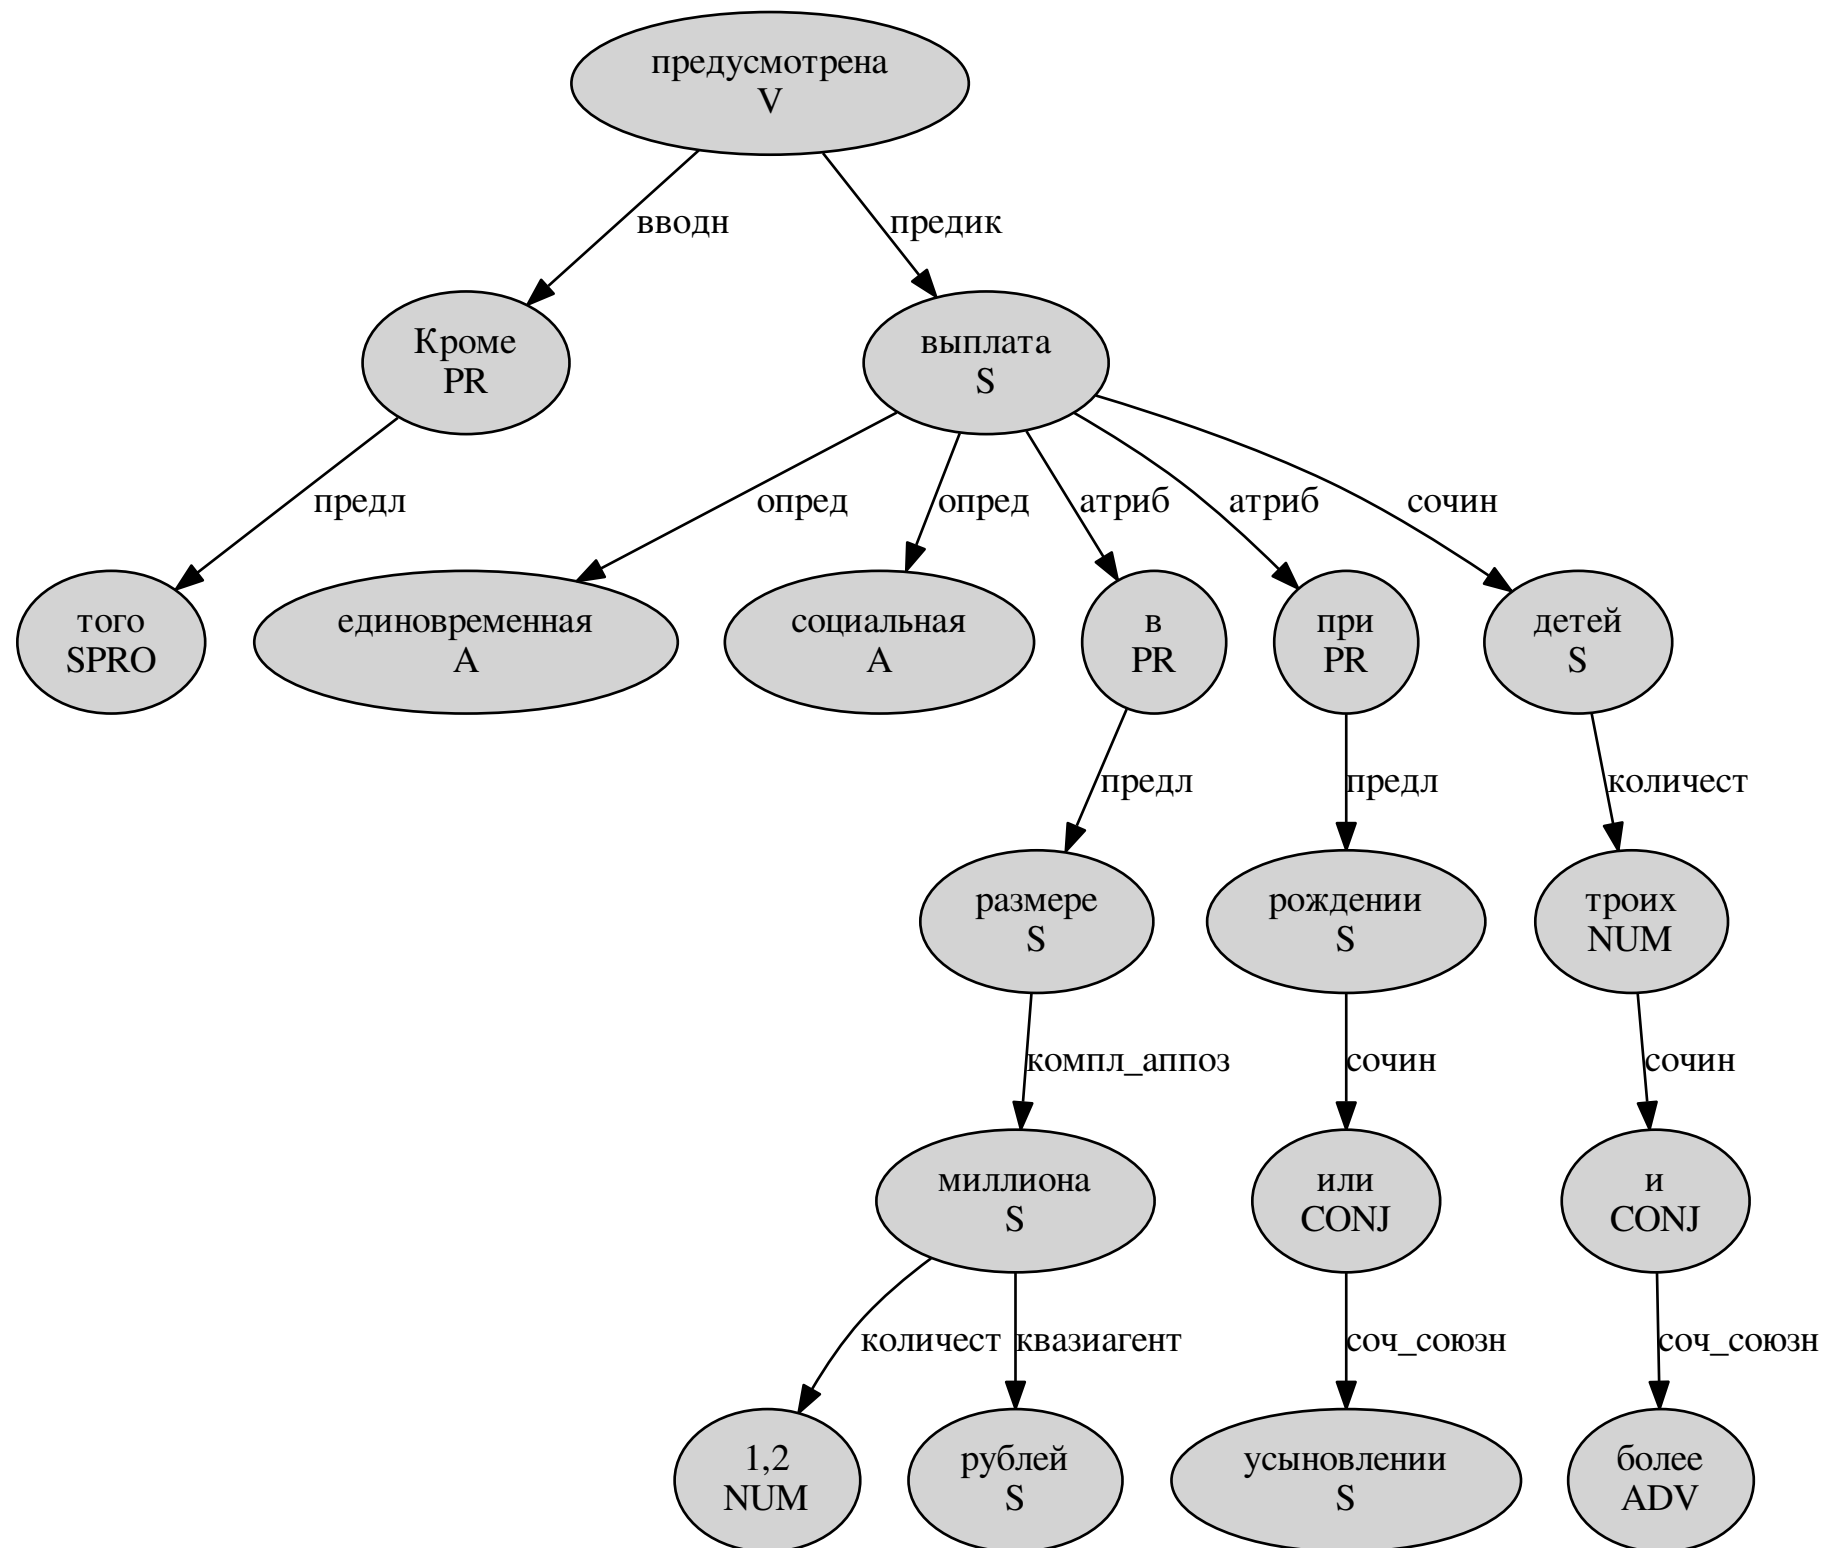 предусмотрена
V
вводн
предик
Кроме
PR
выплата
S
предл
опред
опред
атриб
атриб
сочин
того
SPRO
единовременная
A
социальная
A
в
PR
при
PR
детей
S
предл
предл
количест
размере
S
рождении
S
троих
NUM
компл_аппоз
сочин
сочин
миллиона
S
или
CONJ
и
CONJ
количест
квазиагент
соч_союзн
соч_союзн
1,2
NUM
рублей
S
усыновлении
S
более
ADV